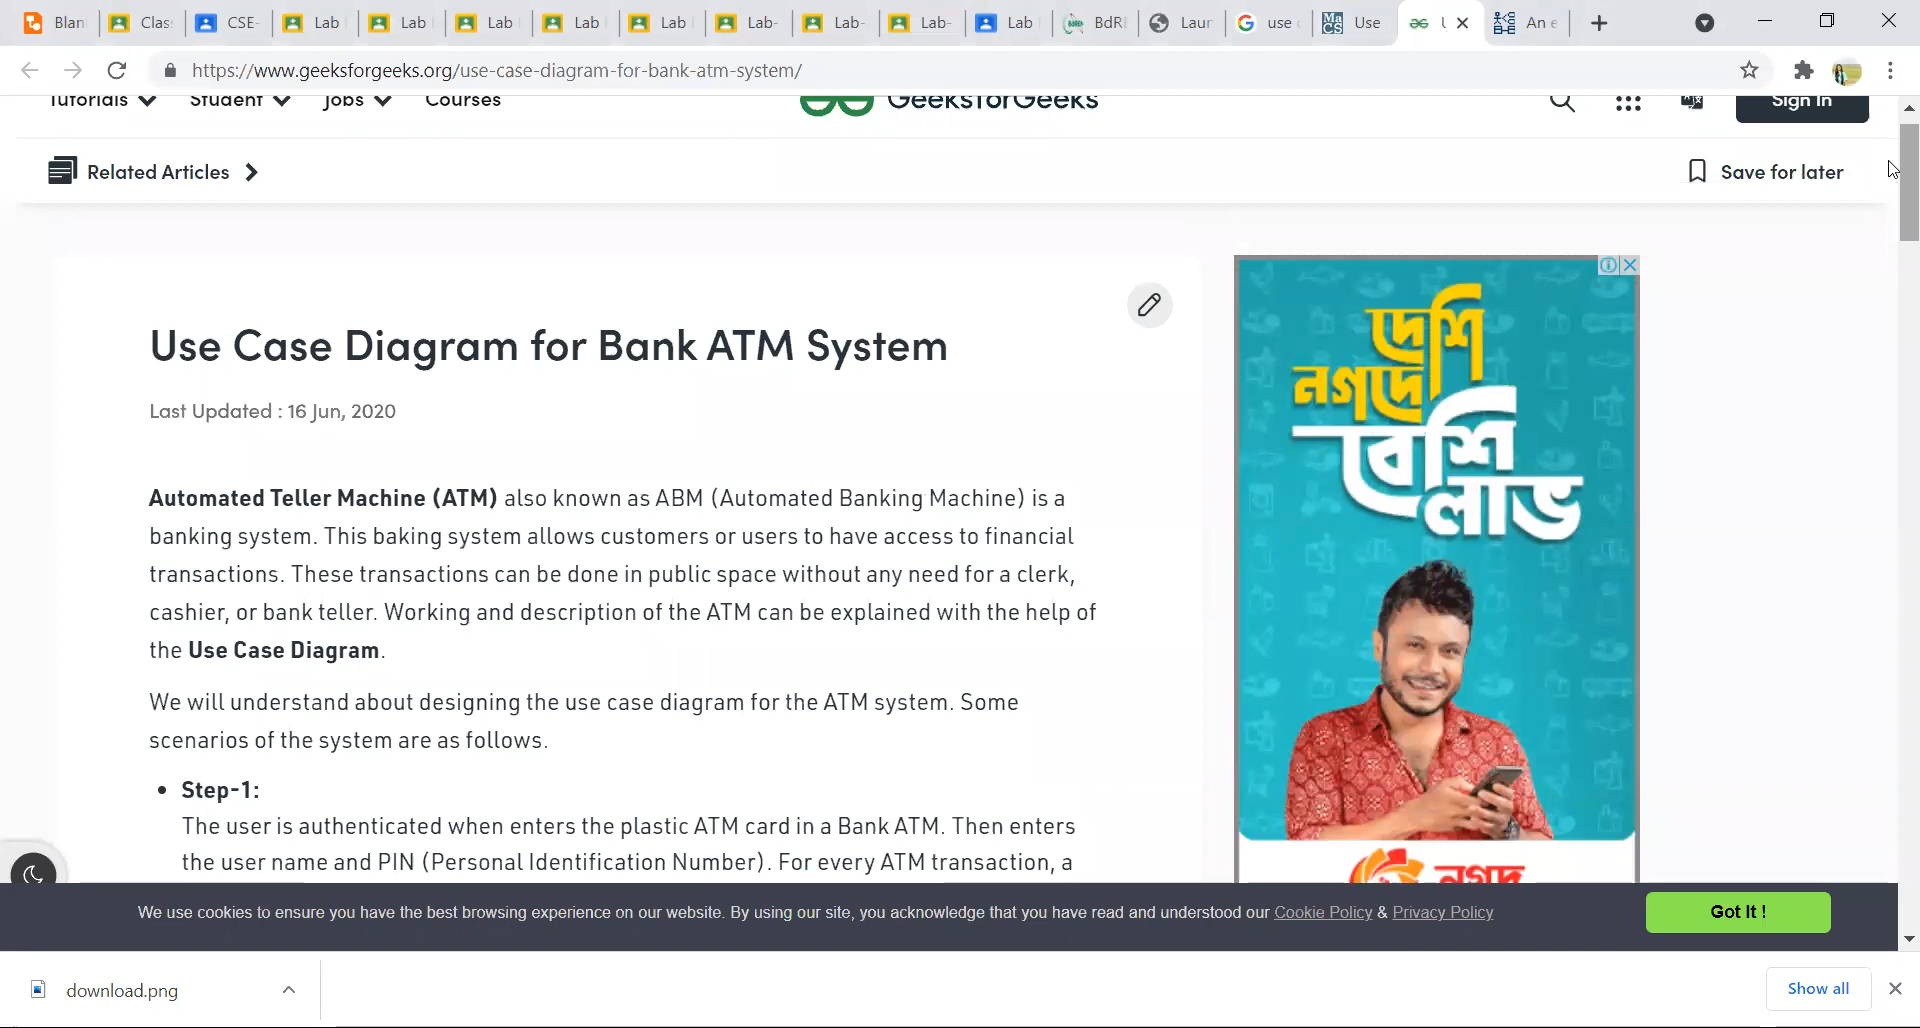 Blan
Clas
CSE-
Lab
Lab
Lab
Lab
Lab
Lab-
Lab-
Lab-
Lab
BdRE
Laur
use c
Use
An e
https://www.geeksforgeeks.org/use-case-diagram-for-bank-atm-system/
Tutorials Student Jobs Courses
GeeksforGeeks
Sign In
Related Articles
Save for later
Use Case Diagram for Bank ATM System
Last Updated : 16 Jun, 2020
Automated Teller Machine (ATM) also known as ABM (Automated Banking Machine) is a
banking system. This baking system allows customers or users to have access to financial
transactions. These transactions can be done in public space without any need for a clerk,
cashier, or bank teller. Working and description of the ATM can be explained with the help of
the Use Case Diagram.
We will understand about designing the use case diagram for the ATM system. Some
scenarios of the system are as follows.
Step-1:
The user is authenticated when enters the plastic ATM card in a Bank ATM. Then enters
the user name and PIN (Personal Identification Number). For every ATM transaction, a
দেশি
নগদে
বেশি
লাভ
নগদ
We use cookies to ensure you have the best browsing experience on our website. By using our site, you acknowledge that you have read and understood our Cookie Policy & Privacy Policy
Got It !
download.png
Show all